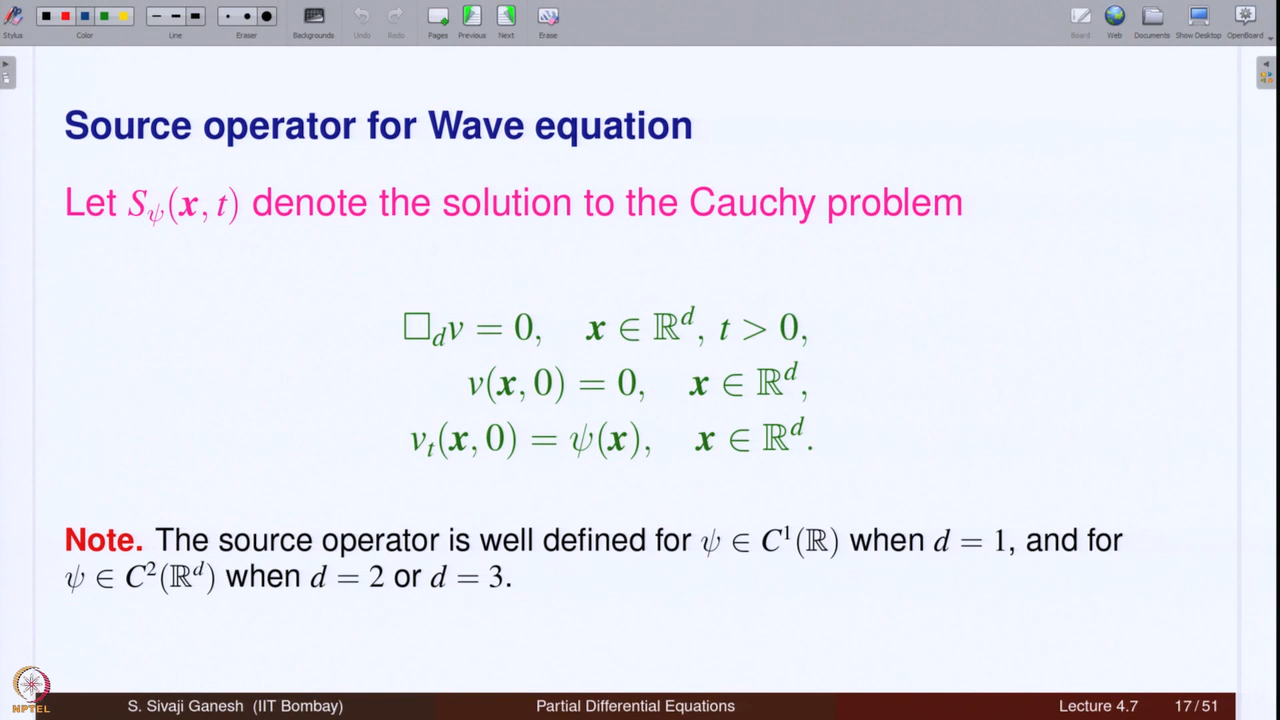 Stylus Color Line Eraser Backgrounds Undo Redo Pages Previous Next Erase Board Web Documents Show Desktop OpenBoard
Source operator for Wave equation
Let S_ψ(x, t) denote the solution to the Cauchy problem
□_d v = 0, x ∈ ℝ^d, t > 0,
v(x, 0) = 0, x ∈ ℝ^d,
v_t(x, 0) = ψ(x), x ∈ ℝ^d.
Note. The source operator is well defined for ψ ∈ C^1(ℝ) when d = 1, and for
ψ ∈ C^2(ℝ^d) when d = 2 or d = 3.
NPTEL
S. Sivaji Ganesh (IIT Bombay) Partial Differential Equations Lecture 4.7 17/51